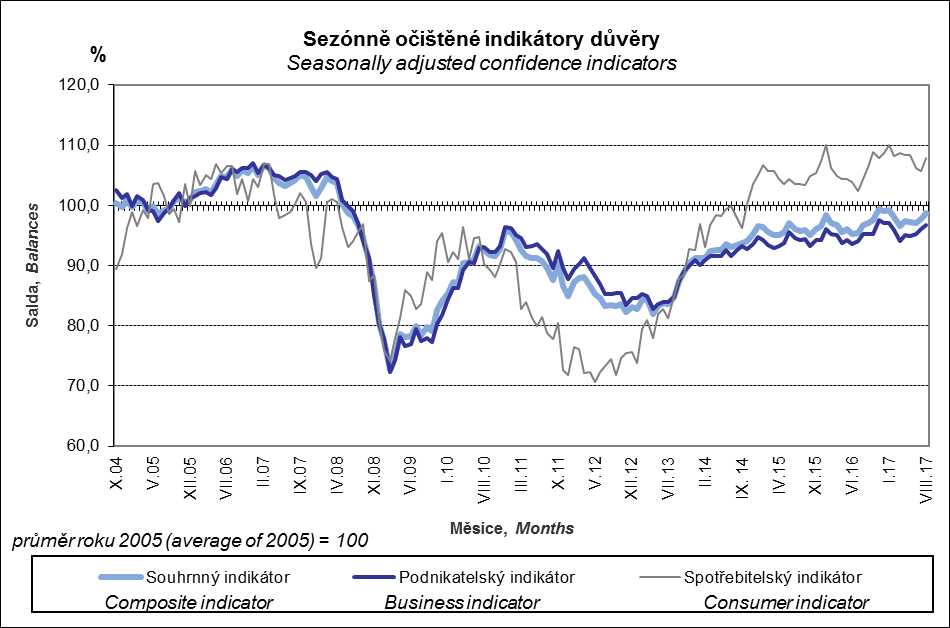 Sezónně očištěné indikátory důvěry
Seasonally adjusted confidence indicators
%
120,0
110,0
100,0
90,0
80,0
70,0
60,0
Salda, Balances
X.04
V.05
XII.05
VII.06
II.07
IX.07
IV.08
XI.08
VI.09
I.10
VIII.10
III.11
X.11
V.12
XII.12
VII.13
II.14
IX.14
IV.15
XI.15
VI.16
I.17
VIII.17
Měsíce, Months
průměr roku 2005 (average of 2005) = 100
Souhrnný indikátor Podnikatelský indikátor Spotřebitelský indikátor
Composite indicator Business indicator Consumer indicator